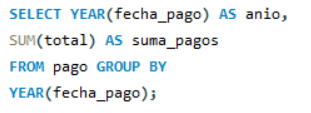 SELECT YEAR(fecha_pago) AS anio,
SUM(total) AS suma_pagos
FROM pago GROUP BY
YEAR(fecha_pago);